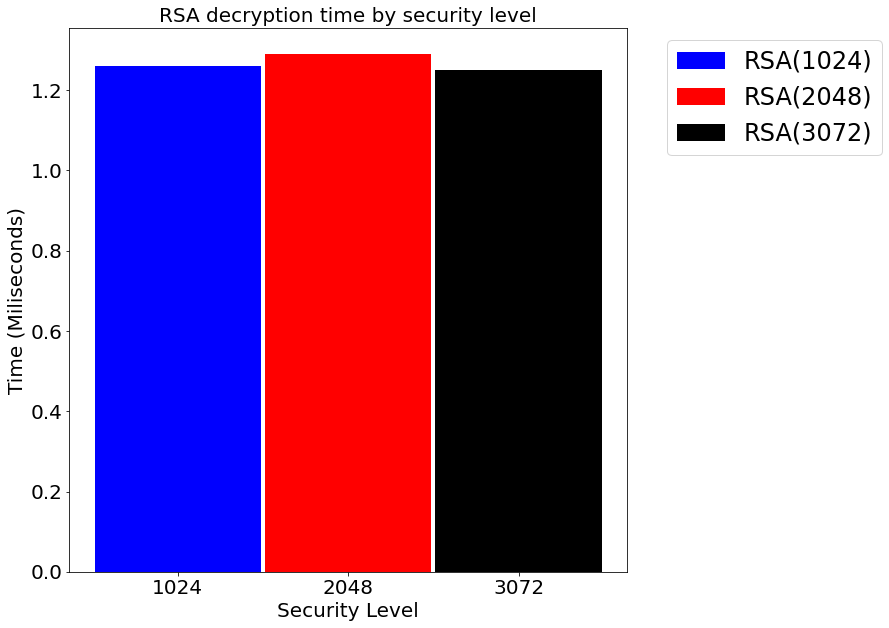 RSA decryption time by security level
RSA(1024)
RSA(2048)
RSA(3072)
Time (Miliseconds)
1.2
1.0
0.8
0.6
0.4
0.2
0.0
1024 2048 3072
Security Level